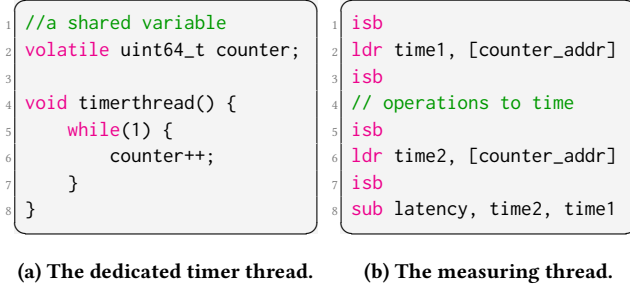 1 //a shared variable
2 volatile uint64_t counter;
3
4 void timerthread() {
5     while(1) {
6         counter++;
7     }
8 }
(a) The dedicated timer thread.
1 isb
2 ldr time1, [counter_addr]
3 isb
4 // operations to time
5 isb
6 ldr time2, [counter_addr]
7 isb
8 sub latency, time2, time1
(b) The measuring thread.